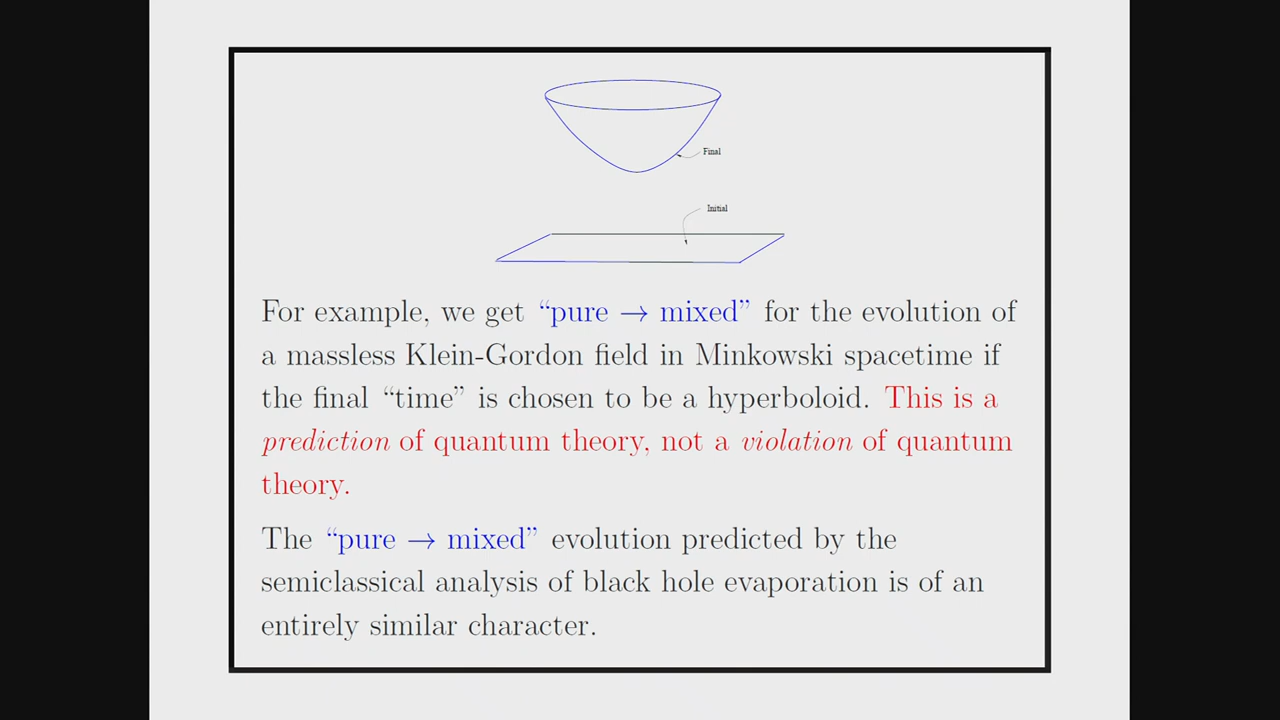 Final
Initial
For example, we get “pure → mixed” for the evolution of
a massless Klein-Gordon field in Minkowski spacetime if
the final “time” is chosen to be a hyperboloid. This is a
prediction of quantum theory, not a violation of quantum
theory.
The “pure → mixed” evolution predicted by the
semiclassical analysis of black hole evaporation is of an
entirely similar character.